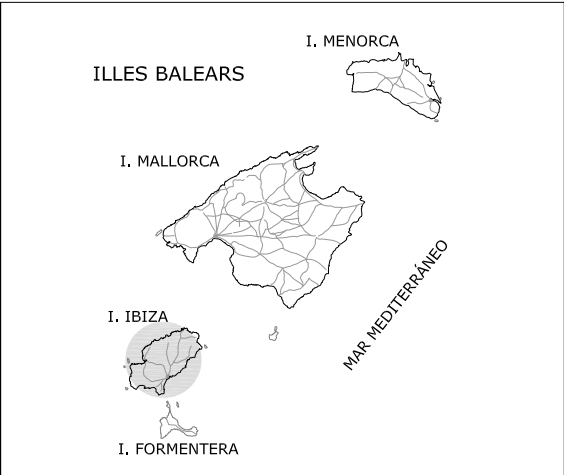 I. MENORCA
ILLES BALEARS
I. MALLORCA
MAR MEDITERRÁNEO
I. IBIZA
I. FORMENTERA